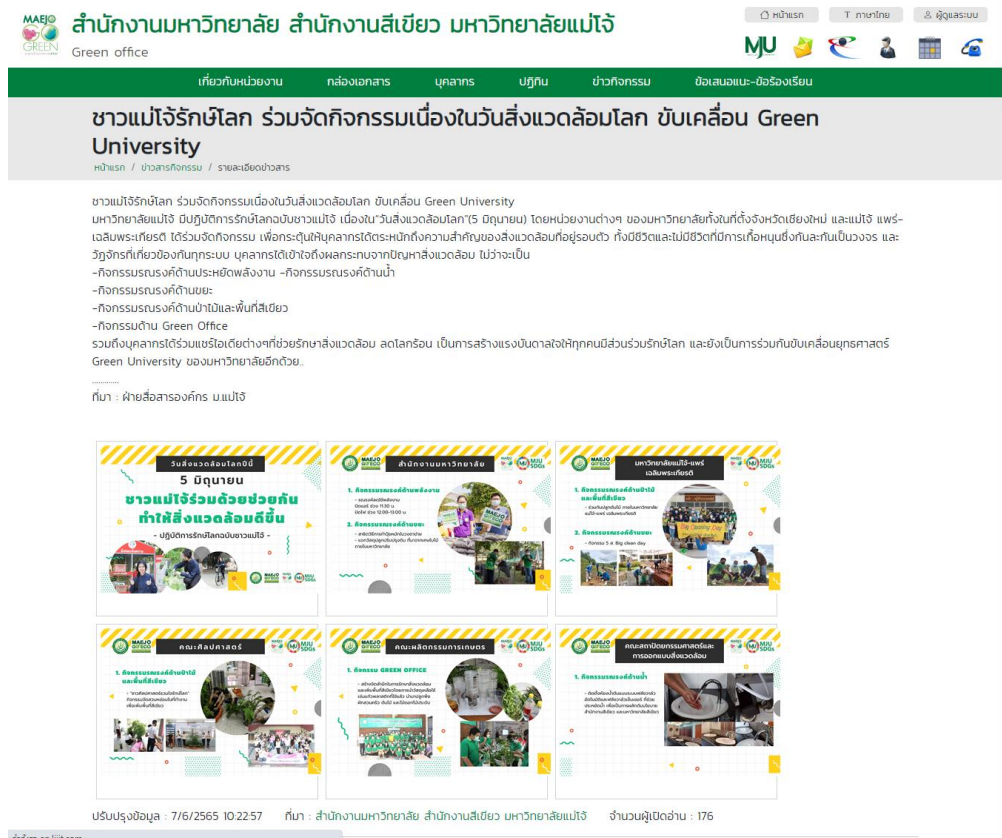 MAEJO
GO
GREEN
สำนักงานมหาวิทยาลัย สำนักงานสีเขียว มหาวิทยาลัยแม่โจ้
Green office
หน้าแรก
T ภาษาไทย
ผู้ดูแลระบบ
MJU
เกี่ยวกับหน่วยงาน กล่องเอกสาร บุคลากร ปฏิทิน ข่าวกิจกรรม ข้อเสนอแนะ-ข้อร้องเรียน
ชาวแม่โจ้รักษ์โลก ร่วมจัดกิจกรรมเนื่องในวันสิ่งแวดล้อมโลก ขับเคลื่อน Green
University
หน้าแรก / ข่าวสารกิจกรรม / รายละเอียดข่าวสาร
ชาวแม่โจ้รักษ์โลก ร่วมจัดกิจกรรมเนื่องในวันสิ่งแวดล้อมโลก ขับเคลื่อน Green University
มหาวิทยาลัยแม่โจ้ มีปฏิบัติการรักษ์โลกฉบับชาวแม่โจ้ เนื่องใน"วันสิ่งแวดล้อมโลก"(5 มิถุนายน) โดยหน่วยงานต่างๆ ของมหาวิทยาลัยทั้งในที่ตั้งจังหวัดเชียงใหม่ และแม่โจ้ แพร่-
เฉลิมพระเกียรติ ได้ร่วมจัดกิจกรรม เพื่อกระตุ้นให้บุคลากรได้ตระหนักถึงความสำคัญของสิ่งแวดล้อมที่อยู่รอบตัว ทั้งมีชีวิตและไม่มีชีวิตที่มีการเกื้อหนุนซึ่งกันละกันเป็นวงจร และ
วัฏจักรที่เกี่ยวข้องกันทุกระบบ บุคลากรได้เข้าใจถึงผลกระทบจากปัญหาสิ่งแวดล้อม ไม่ว่าจะเป็น
-กิจกรรมรณรงค์ด้านประหยัดพลังงาน -กิจกรรมรณรงค์ด้านน้ำ
-กิจกรรมรณรงค์ด้านขยะ
-กิจกรรมรณรงค์ด้านป่าไม้และพื้นที่สีเขียว
-กิจกรรมด้าน Green Office
รวมถึงบุคลากรได้ร่วมแชร์ไอเดียต่างๆที่ช่วยรักษาสิ่งแวดล้อม ลดโลกร้อน เป็นการสร้างแรงบันดาลใจให้ทุกคนมีส่วนร่วมรักษ์โลก และยังเป็นการร่วมกันขับเคลื่อนยุทธศาสตร์
Green University ของมหาวิทยาลัยอีกด้วย..
............
ที่มา : ฝ่ายสื่อสารองค์กร ม.แม่โจ้
วันสิ่งแวดล้อมโลกปีนี้
5 มิถุนายน
ชาวแม่โจ้ร่วมด้วยช่วยกัน
ทำให้สิ่งแวดล้อมดีขึ้น
- ปฏิบัติการรักษ์โลกฉบับชาวแม่โจ้ -
สำนักงานมหาวิทยาลัย
MJU
SDGs
1. กิจกรรมรณรงค์ด้านพลังงาน
2. กิจกรรมรณรงค์ด้านขยะ
มหาวิทยาลัยแม่โจ้-แพร่
เฉลิมพระเกียรติ
MJU
SDGs
1. กิจกรรมรณรงค์ด้านป่าไม้
และพื้นที่สีเขียว
- กิจกรรม 5 ส Big clean day
คณะศิลปศาสตร์
MJU
SDGs
1. กิจกรรมรณรงค์ด้านป่าไม้
และพื้นที่สีเขียว
คณะผลิตกรรมการเกษตร
MJU
SDGs
1. กิจกรรม GREEN OFFICE
คณะสถาปัตยกรรมศาสตร์และ
การออกแบบสิ่งแวดล้อม
MJU
SDGs
1. กิจกรรมรณรงค์ด้านน้ำ
ปรับปรุงข้อมูล : 7/6/2565 10:22:57 ที่มา : สำนักงานมหาวิทยาลัย สำนักงานสีเขียว มหาวิทยาลัยแม่โจ้ จำนวนผู้เปิดอ่าน : 176